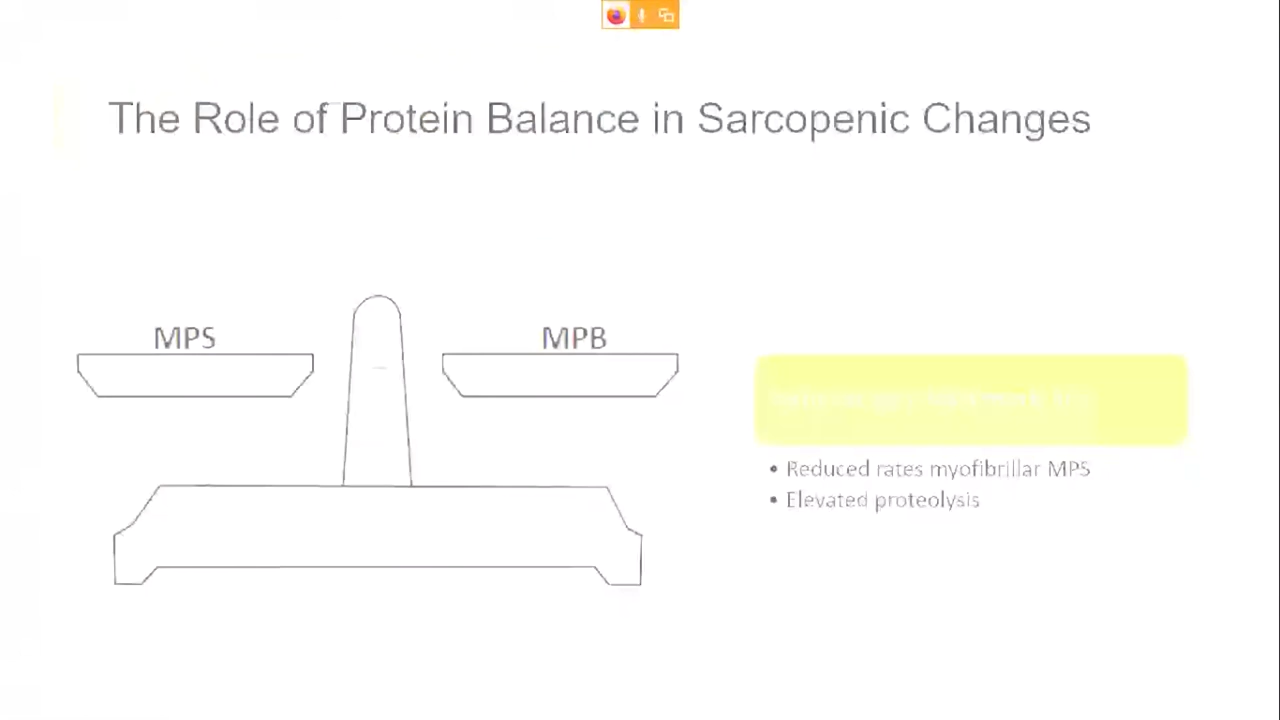 The Role of Protein Balance in Sarcopenic Changes
MPS
MPB
• Reduced rates myofibrillar MPS
• Elevated proteolysis